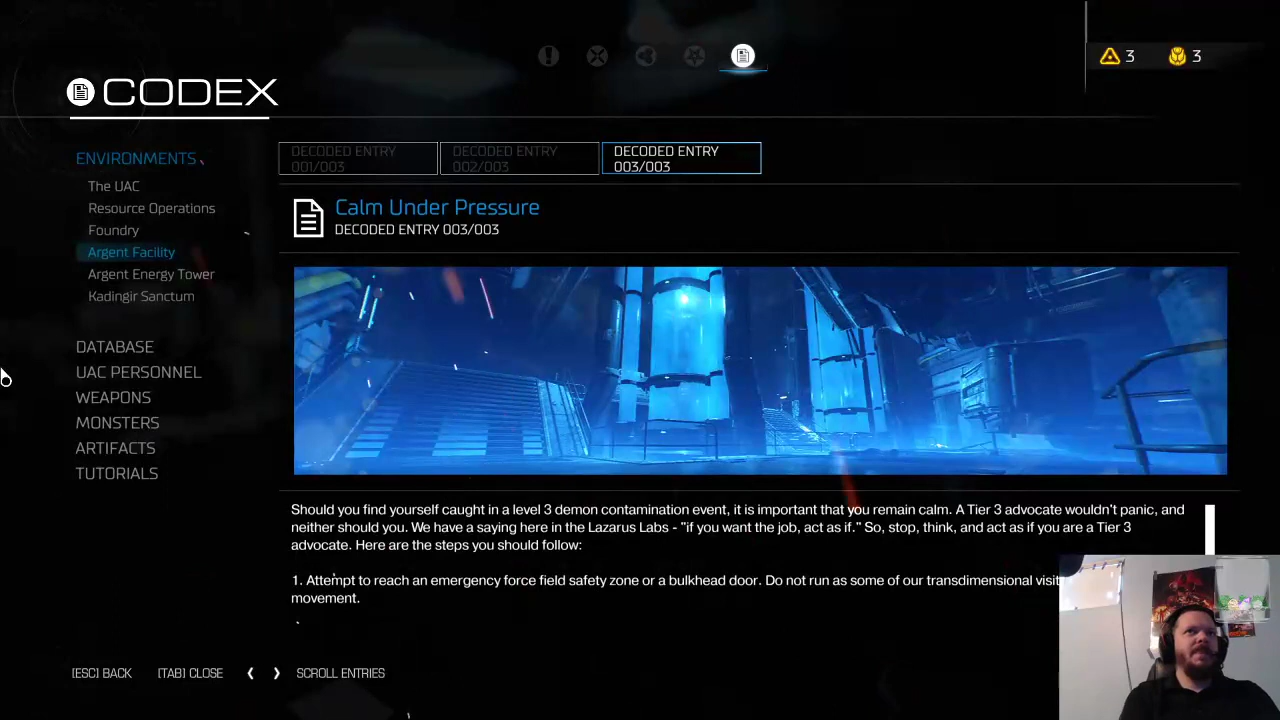 3 3
CODEX
ENVIRONMENTS
The UAC
Resource Operations
Foundry
Argent Facility
Argent Energy Tower
Kadingir Sanctum
DATABASE
UAC PERSONNEL
WEAPONS
MONSTERS
ARTIFACTS
TUTORIALS
DECODED ENTRY
001/003
DECODED ENTRY
002/003
DECODED ENTRY
003/003
Calm Under Pressure
DECODED ENTRY 003/003
Should you find yourself caught in a level 3 demon contamination event, it is important that you remain calm. A Tier 3 advocate wouldn't panic, and
neither should you. We have a saying here in the Lazarus Labs - "if you want the job, act as if." So, stop, think, and act as if you are a Tier 3
advocate. Here are the steps you should follow:
1. Attempt to reach an emergency force field safety zone or a bulkhead door. Do not run as some of our transdimensional
movement.
[ESC] BACK [TAB] CLOSE SCROLL ENTRIES